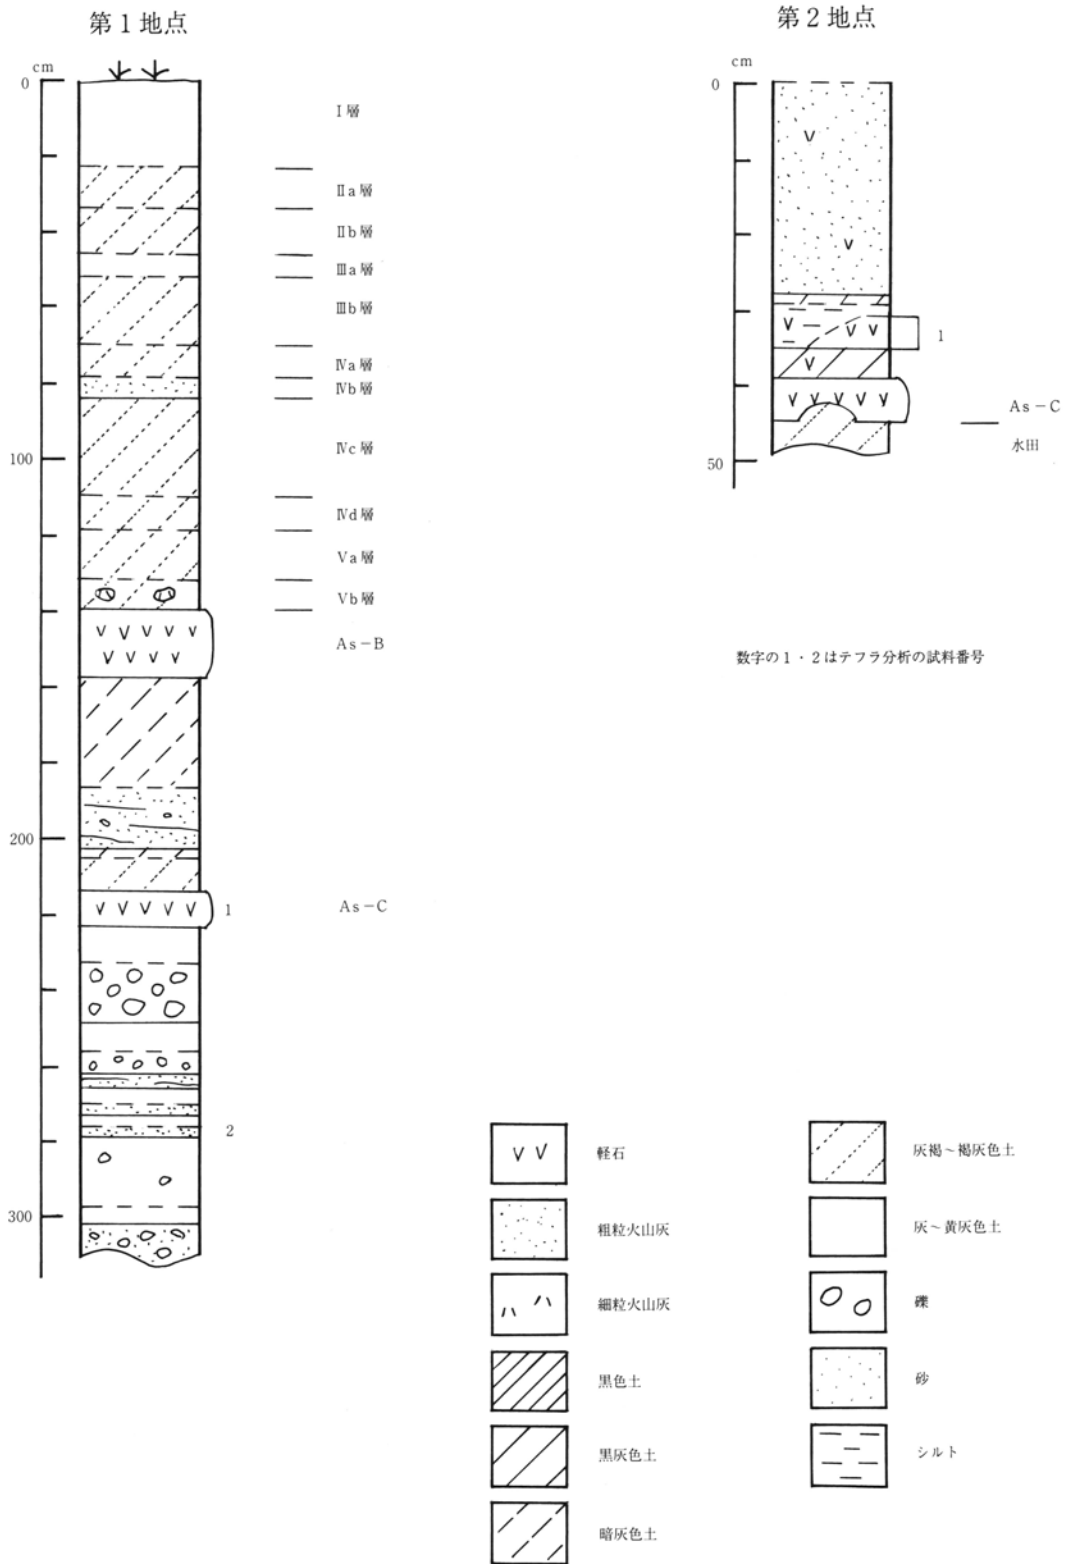 第1地点
cm
0
100
200
300
Ⅰ層
Ⅱa層
Ⅱb層
Ⅲa層
Ⅲb層
Ⅳa層
Ⅳb層
Ⅳc層
Ⅳd層
Ⅴa層
Ⅴb層
As-B
1
As-C
2
第2地点
cm
0
50
1
As-C
水田
数字の1・2はテフラ分析の試料番号
軽石
粗粒火山灰
細粒火山灰
黒色土
黒灰色土
暗灰色土
灰褐~褐灰色土
灰~黄灰色土
礫
砂
シルト